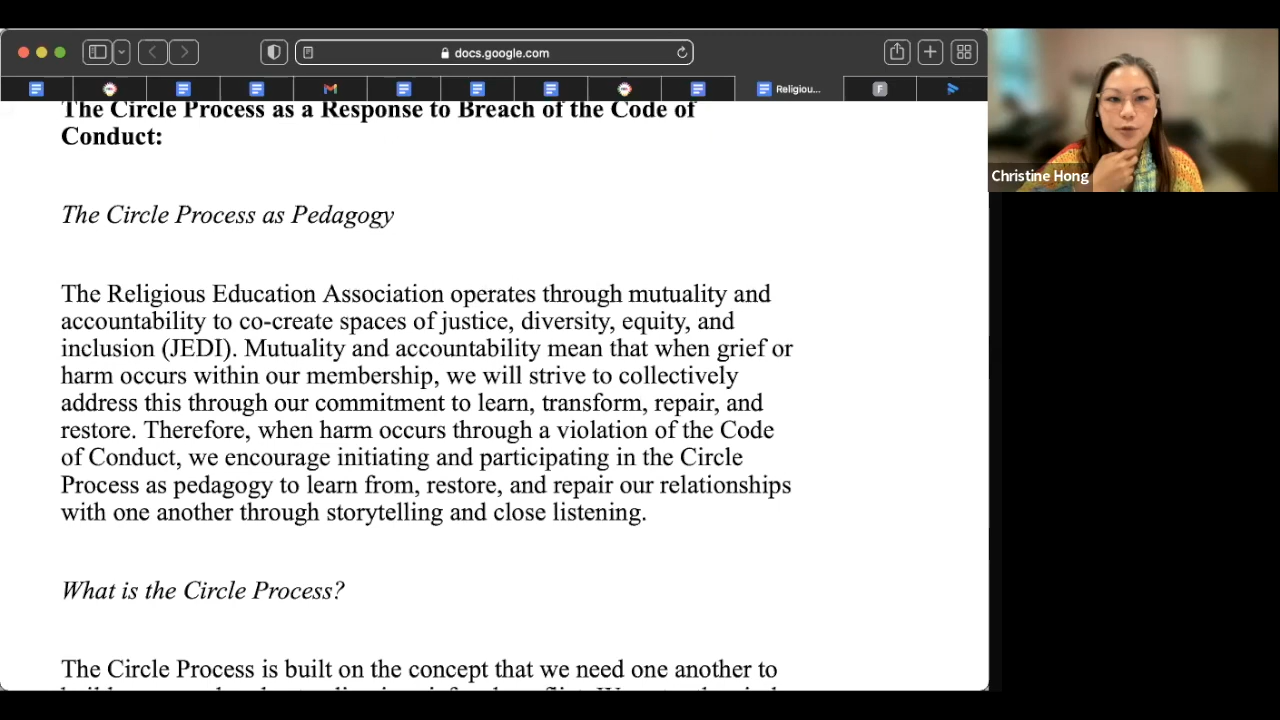 docs.google.com
Religiou...
F
The Circle Process as a Response to Breach of the Code of
Conduct:
Christine Hong
The Circle Process as Pedagogy
The Religious Education Association operates through mutuality and
accountability to co-create spaces of justice, diversity, equity, and
inclusion (JEDI). Mutuality and accountability mean that when grief or
harm occurs within our membership, we will strive to collectively
address this through our commitment to learn, transform, repair, and
restore. Therefore, when harm occurs through a violation of the Code
of Conduct, we encourage initiating and participating in the Circle
Process as pedagogy to learn from, restore, and repair our relationships
with one another through storytelling and close listening.
What is the Circle Process?
The Circle Process is built on the concept that we need one another to